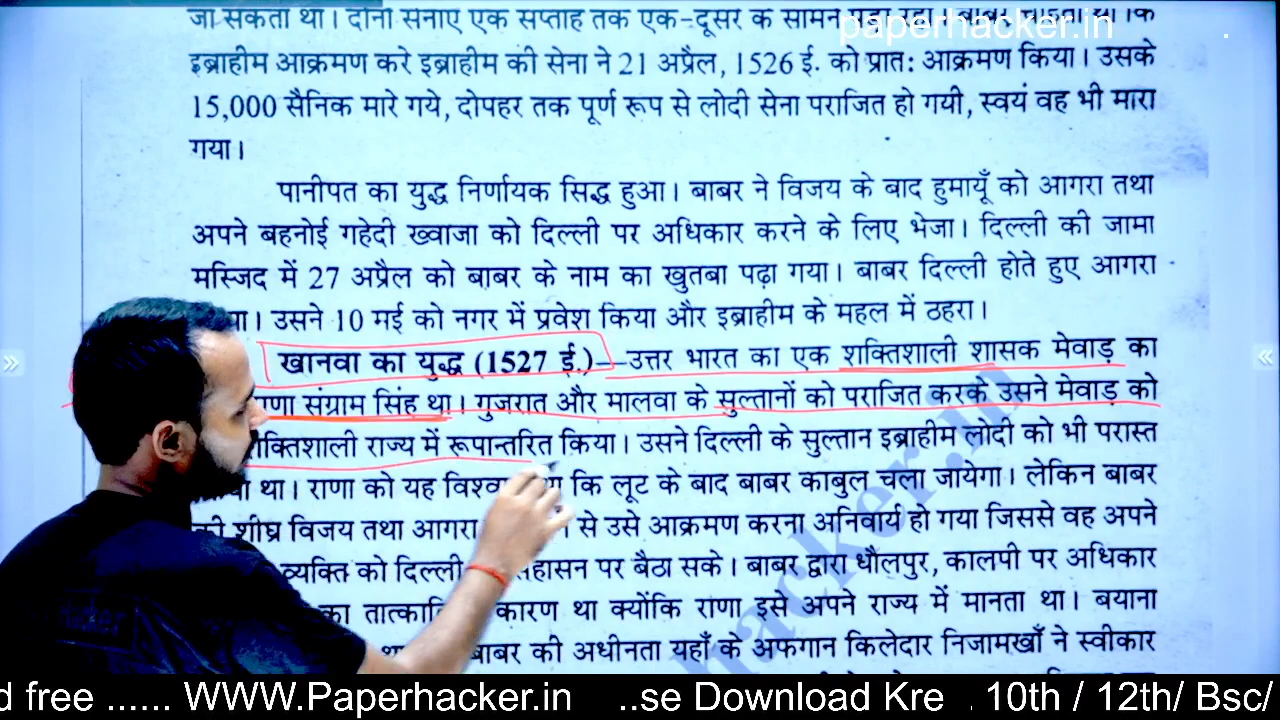 जा सकता था। दोनों सेनाएँ एक सप्ताह तक एक-दूसरे के सामने
paperhacker.in
इब्राहीम आक्रमण करे इब्राहीम की सेना ने 21 अप्रैल, 1526 ई. को प्रात: आक्रमण किया। उसके
15,000 सैनिक मारे गये, दोपहर तक पूर्ण रूप से लोदी सेना पराजित हो गयी, स्वयं वह भी मारा
गया।
पानीपत का युद्ध निर्णायक सिद्ध हुआ। बाबर ने विजय के बाद हुमायूँ को आगरा तथा
अपने बहनोई गहेदी ख्वाजा को दिल्ली पर अधिकार करने के लिए भेजा। दिल्ली की जामा
मस्जिद में 27 अप्रैल को बाबर के नाम का खुतबा पढ़ा गया। बाबर दिल्ली होते हुए आगरा
उसने 10 मई को नगर में प्रवेश किया और इब्राहीम के महल में ठहरा।
खानवा का युद्ध (1527 ई.)—उत्तर भारत का एक शक्तिशाली शासक मेवाड़ का
संग्राम सिंह था। गुजरात और मालवा के सुल्तानों को पराजित करके उसने मेवाड़ को
राज्य में रूपान्तरित किया। उसने दिल्ली के सुल्तान इब्राहीम लोदी को भी परास्त
था। राणा को यह कि लूट के बाद बाबर काबुल चला जायेगा। लेकिन बाबर
शीघ्र विजय तथा आगरा से उसे आक्रमण करना अनिवार्य हो गया जिससे वह अपने
व्यक्ति को दिल्ली पर बैठा सके। बाबर द्वारा धौलपुर, कालपी पर अधिकार
का कारण था क्योंकि राणा इसे अपने राज्य में मानता था। बयाना
बाबर की अधीनता यहाँ के अफगान किलेदार निजामखाँ ने स्वीकार
hacker.in
d free ...... WWW.Paperhacker.in ..se Download Kre . 10th / 12th/ Bsc/